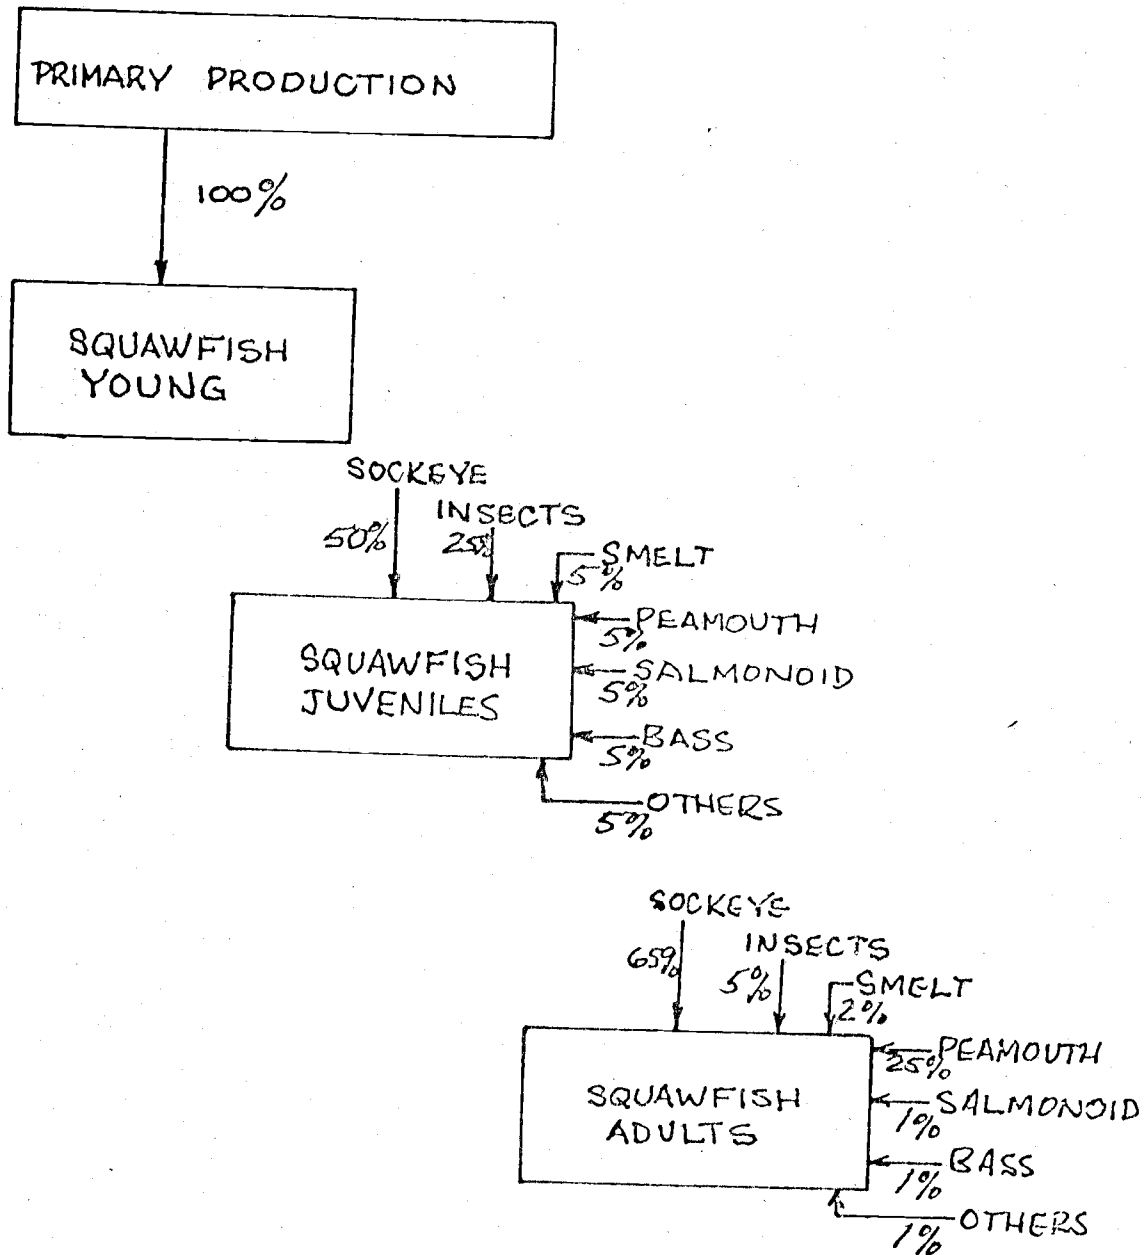 PRIMARY PRODUCTION
100%
SQUAWFISH
YOUNG
SOCKEYE
50%
INSECTS
25%
SMELT
5%
PEAMOUTH
5%
SALMONOID
5%
BASS
5%
OTHERS
5%
SQUAWFISH
JUVENILES
SOCKEYE
65%
INSECTS
5%
SMELT
2%
PEAMOUTH
25%
SALMONOID
1%
BASS
1%
OTHERS
1%
SQUAWFISH
ADULTS